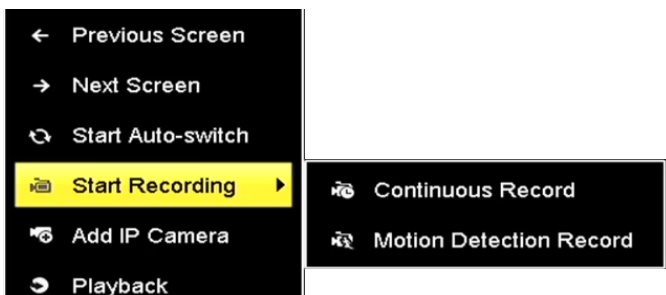 Previous Screen
Next Screen
Start Auto-switch
Start Recording
Continuous Record
Add IP Camera
Motion Detection Record
Playback